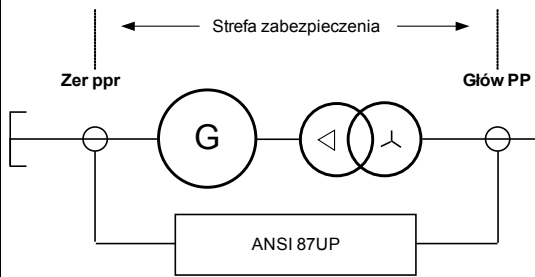 Strefa zabezpieczenia
Zer ppr
Głów PP
G
ANSI 87UP